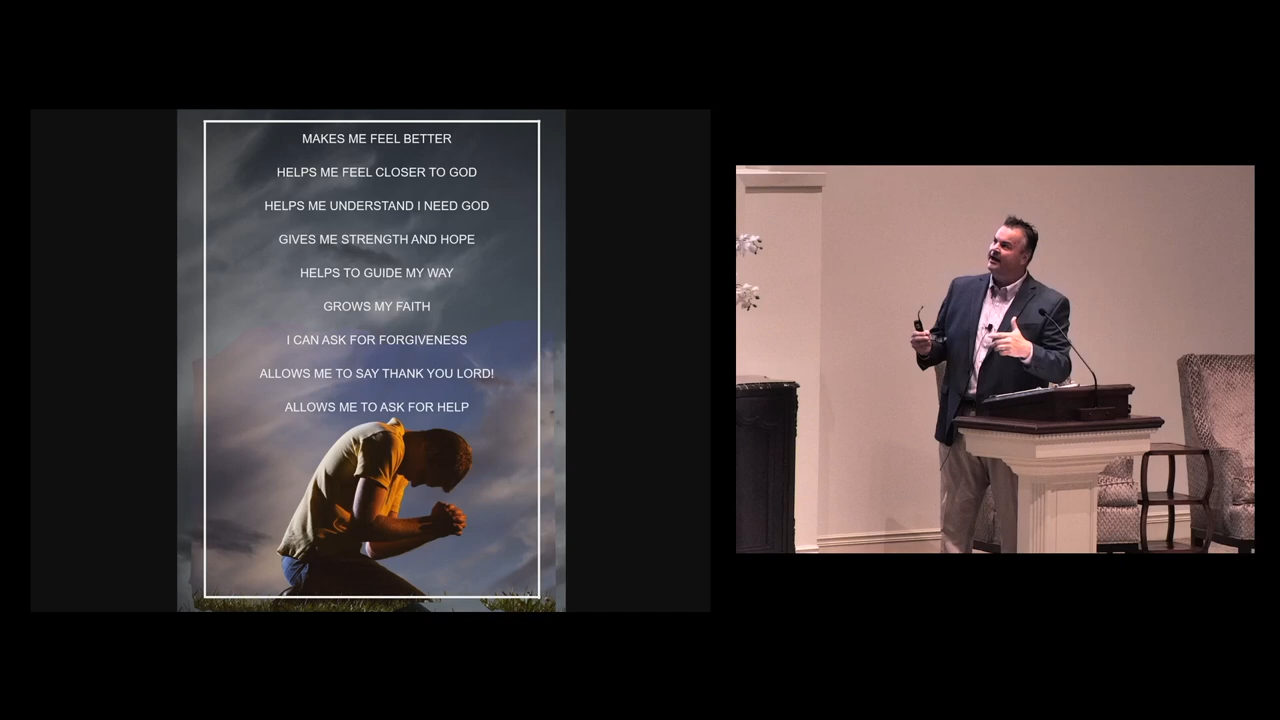 MAKES ME FEEL BETTER
HELPS ME FEEL CLOSER TO GOD
HELPS ME UNDERSTAND I NEED GOD
GIVES ME STRENGTH AND HOPE
HELPS TO GUIDE MY WAY
GROWS MY FAITH
I CAN ASK FOR FORGIVENESS
ALLOWS ME TO SAY THANK YOU LORD!
ALLOWS ME TO ASK FOR HELP